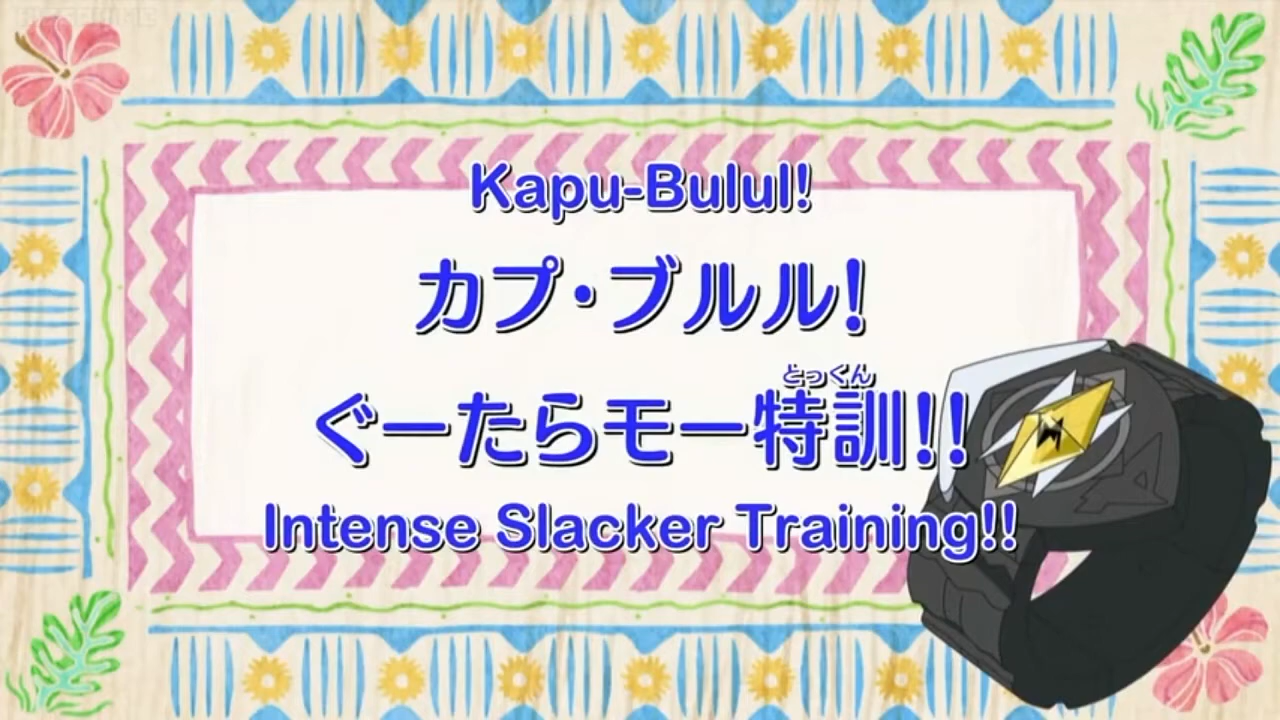 Kapu-Bulul!
カプ・ブルル!
とっくん
ぐーたらモー特訓!!
Intense Slacker Training!!